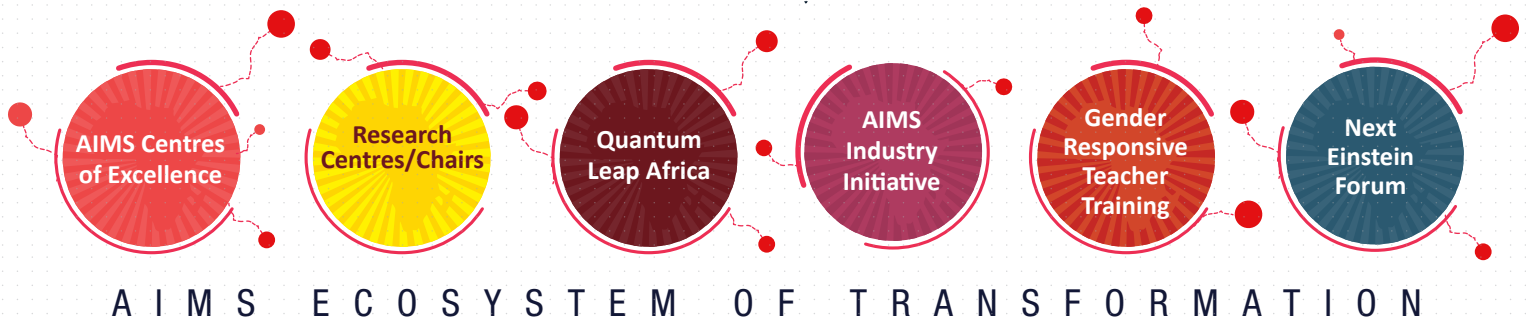 AIMS Centres
of Excellence
Research
Centres/Chairs
Quantum
Leap Africa
AIMS
Industry
Initiative
Gender
Responsive
Teacher
Training
Next
Einstein
Forum
AIMS ECOSYSTEM OF TRANSFORMATION